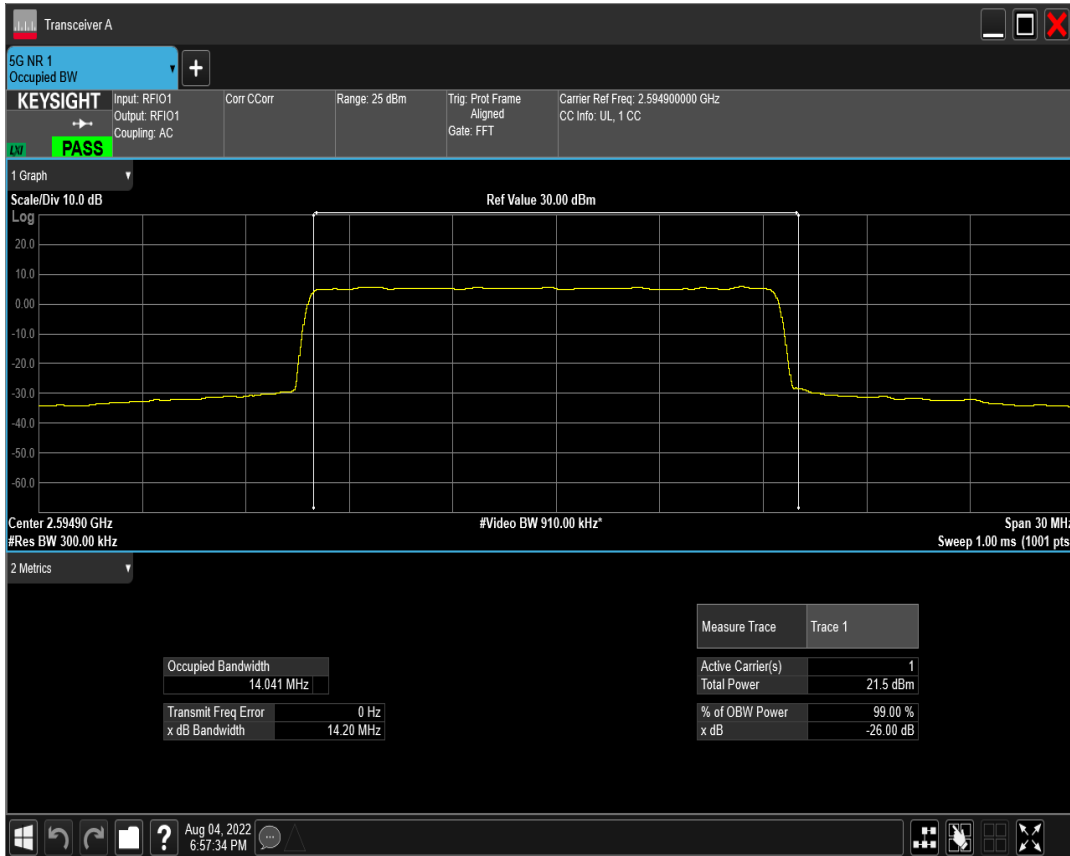 Transceiver A
5G NR 1
Occupied BW
KEYSIGHT
LXI
PASS
Input: RFIO1
Output: RFIO1
Coupling: AC
Corr CCorr
Range: 25 dBm
Trig: Prot Frame
Aligned
Gate: FFT
Carrier Ref Freq: 2.594900000 GHz
CC Info: UL, 1 CC
1 Graph
Scale/Div 10.0 dB
Ref Value 30.00 dBm
Log
20.0
10.0
0.00
-10.0
-20.0
-30.0
-40.0
-50.0
-60.0
Center 2.59490 GHz
#Video BW 910.00 kHz*
Span 30 MHz
#Res BW 300.00 kHz
Sweep 1.00 ms (1001 pts
2 Metrics
Measure Trace Trace 1
Occupied Bandwidth
14.041 MHz
Active Carrier(s) 1
Total Power 21.5 dBm
Transmit Freq Error 0 Hz
x dB Bandwidth 14.20 MHz
% of OBW Power 99.00 %
x dB -26.00 dB
?
Aug 04, 2022
6:57:34 PM